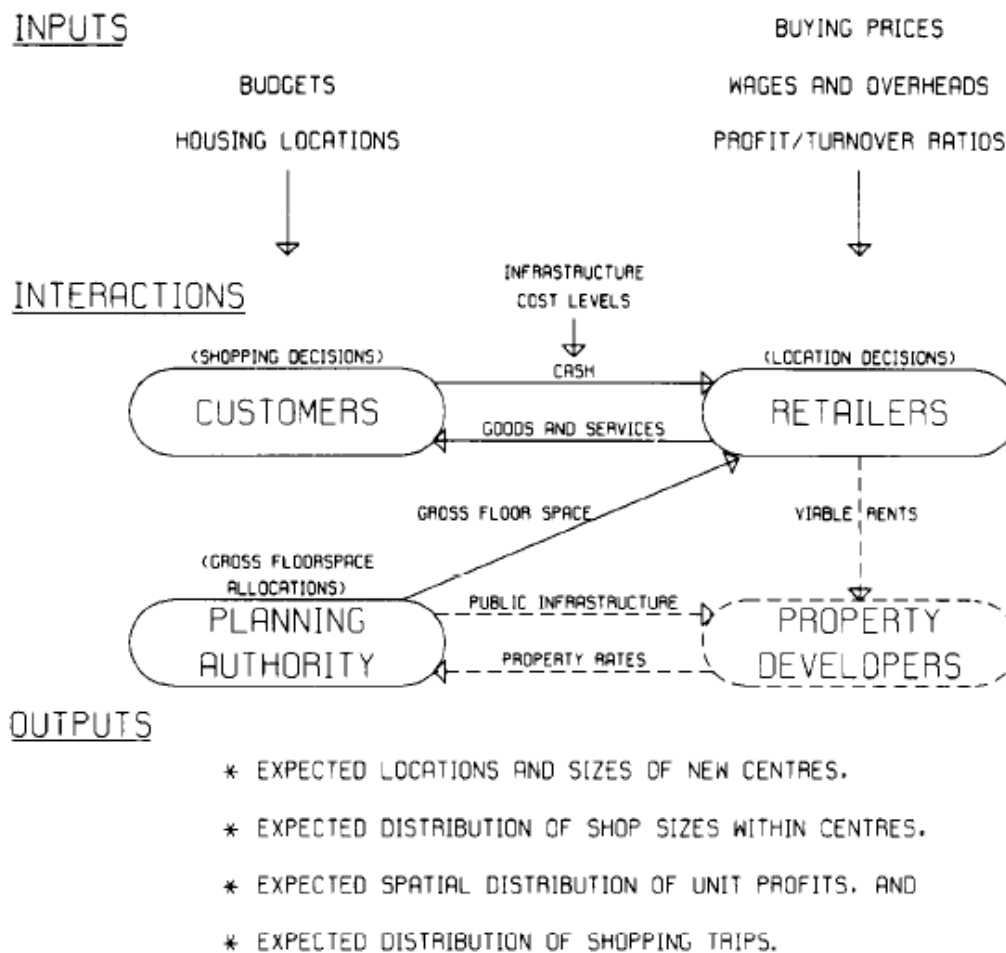 INPUTS
BUYING PRICES
BUDGETS
WAGES AND OVERHEADS
HOUSING LOCATIONS
PROFIT/TURNOVER RATIOS
INFRASTRUCTURE
COST LEVELS
INTERACTIONS
(SHOPPING DECISIONS)
(LOCATION DECISIONS)
CASH
CUSTOMERS
RETAILERS
GOODS AND SERVICES
GROSS FLOOR SPACE
VIABLE RENTS
(GROSS FLOORSPACE
ALLOCATIONS)
PUBLIC INFRASTRUCTURE
PLANNING
AUTHORITY
PROPERTY
DEVELOPERS
PROPERTY RATES
OUTPUTS
* EXPECTED LOCATIONS AND SIZES OF NEW CENTRES.
* EXPECTED DISTRIBUTION OF SHOP SIZES WITHIN CENTRES.
* EXPECTED SPATIAL DISTRIBUTION OF UNIT PROFITS. AND
* EXPECTED DISTRIBUTION OF SHOPPING TRIPS.